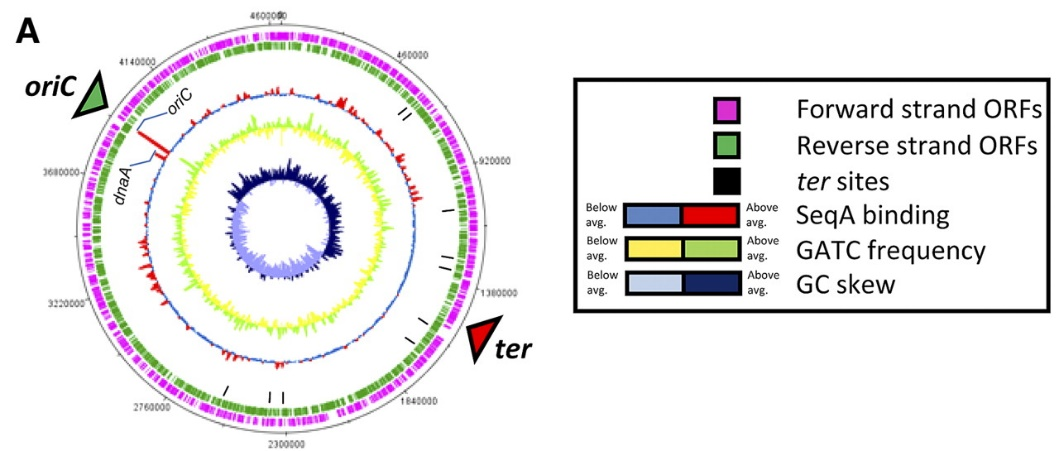 A
4600000
0
460000
920000
1380000
1840000
2300000
2760000
3220000
3680000
4140000
oriC
oriC
dnaA
ter
Forward strand ORFs
Reverse strand ORFs
ter sites
Below avg.
Above avg.
SeqA binding
Below avg.
Above avg.
GATC frequency
Below avg.
Above avg.
GC skew